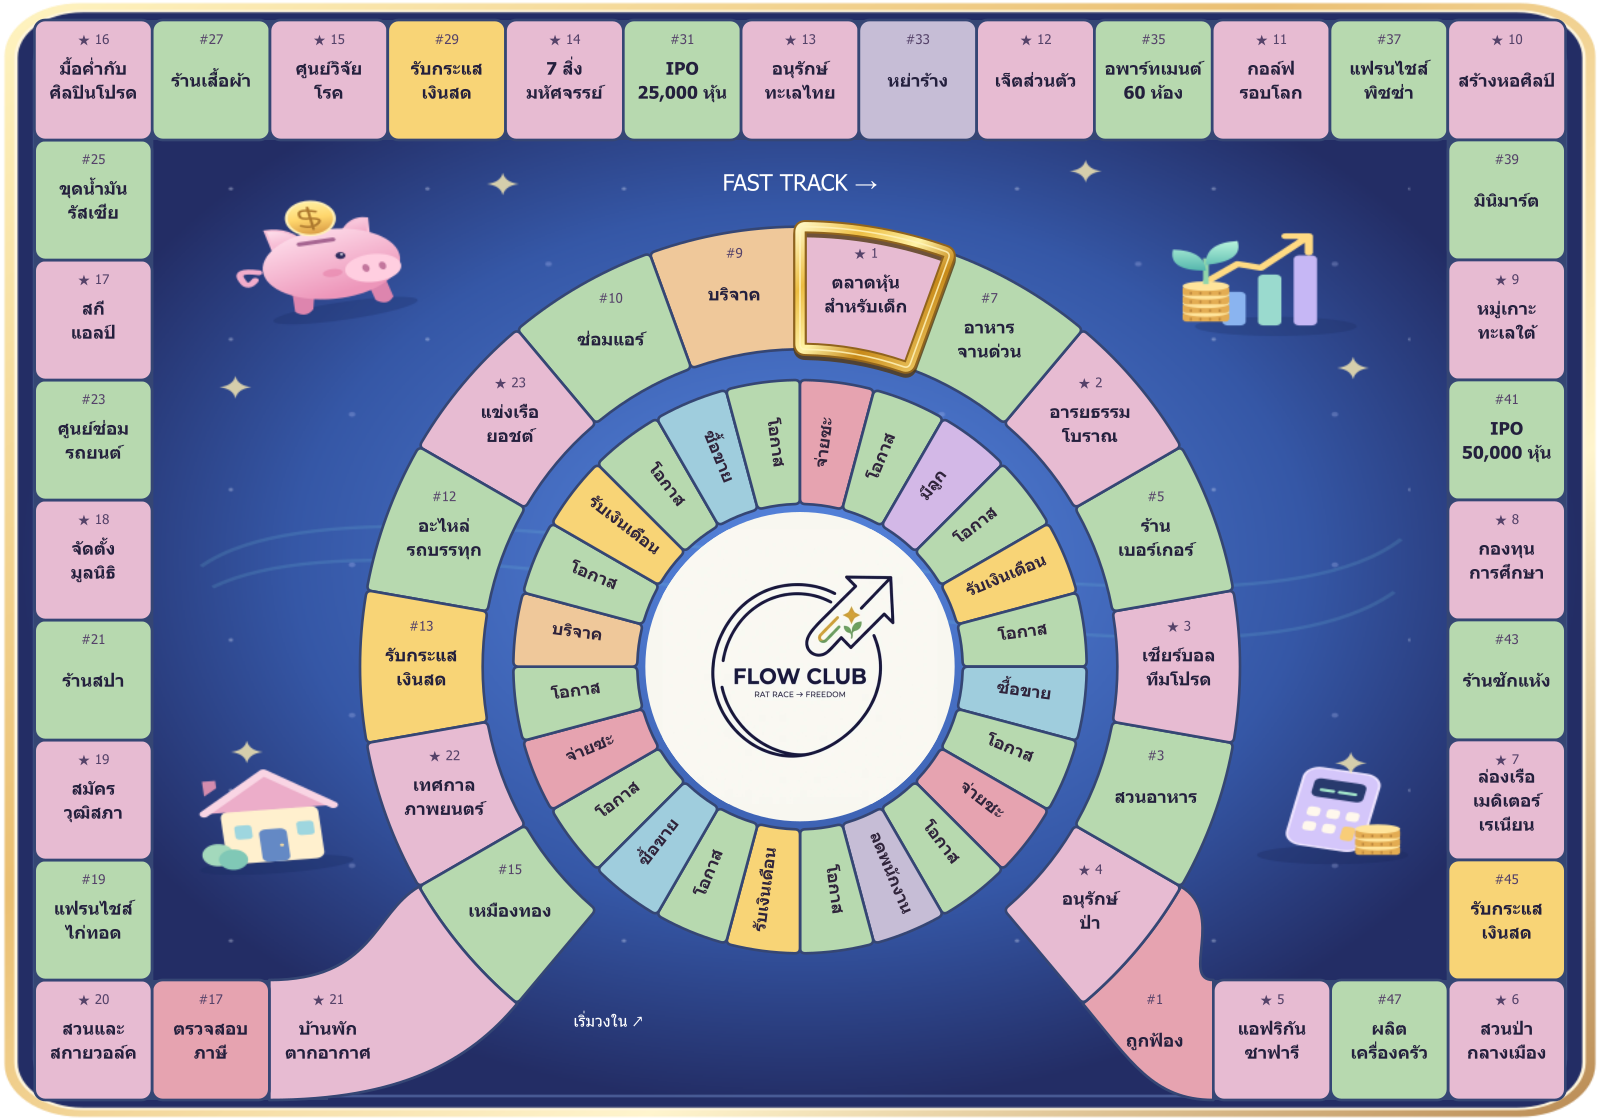 ★ 16
มื้อค่ำกับ
ศิลปินโปรด
#27
ร้านเสื้อผ้า
★ 15
ศูนย์วิจัย
โรค
#29
รับกระแส
เงินสด
★ 14
7 สิ่ง
มหัศจรรย์
#31
IPO
25,000 หุ้น
★ 13
อนุรักษ์
ทะเลไทย
#33
หย่าร้าง
★ 12
เจ็ตส่วนตัว
#35
อพาร์ทเมนต์
60 ห้อง
★ 11
กอล์ฟ
รอบโลก
#37
แฟรนไชส์
พิซซ่า
★ 10
สร้างหอศิลป์
#25
ขุดน้ำมัน
รัสเซีย
★ 17
สกี
แอลป์
#23
ศูนย์ซ่อม
รถยนต์
★ 18
จัดตั้ง
มูลนิธิ
#21
ร้านสปา
★ 19
สมัคร
วุฒิสภา
#19
แฟรนไชส์
ไก่ทอด
★ 20
สวนและ
สกายวอล์ค
#17
ตรวจสอบ
ภาษี
★ 21
บ้านพัก
ตากอากาศ
#39
มินิมาร์ต
★ 9
หมู่เกาะ
ทะเลใต้
#41
IPO
50,000 หุ้น
★ 8
กองทุน
การศึกษา
#43
ร้านซักแห้ง
★ 7
ล่องเรือ
เมดิเตอร์
เรเนียน
#45
รับกระแส
เงินสด
★ 6
สวนป่า
กลางเมือง
#47
ผลิต
เครื่องครัว
★ 5
แอฟริกัน
ซาฟารี
#1
ถูกฟ้อง
FAST TRACK →
#9
บริจาค
★ 1
ตลาดหุ้น
สำหรับเด็ก
#7
อาหาร
จานด่วน
★ 2
อารยธรรม
โบราณ
#5
ร้าน
เบอร์เกอร์
★ 3
เชียร์บอล
ทีมโปรด
#3
สวนอาหาร
★ 4
อนุรักษ์
ป่า
#10
ซ่อมแอร์
★ 23
แข่งเรือ
ยอชต์
#12
อะไหล่
รถบรรทุก
#13
รับกระแส
เงินสด
★ 22
เทศกาล
ภาพยนตร์
#15
เหมืองทอง
จ่ายซะ
โอกาส
มีลูก
โอกาส
รับเงินเดือน
โอกาส
ซื้อขาย
โอกาส
จ่ายซะ
โอกาส
ลดพนักงาน
โอกาส
รับเงินเดือน
โอกาส
ซื้อขาย
โอกาส
จ่ายซะ
โอกาส
บริจาค
โอกาส
รับเงินเดือน
โอกาส
ซื้อขาย
โอกาส
FLOW CLUB
RAT RACE → FREEDOM
เริ่มวงใน ↗